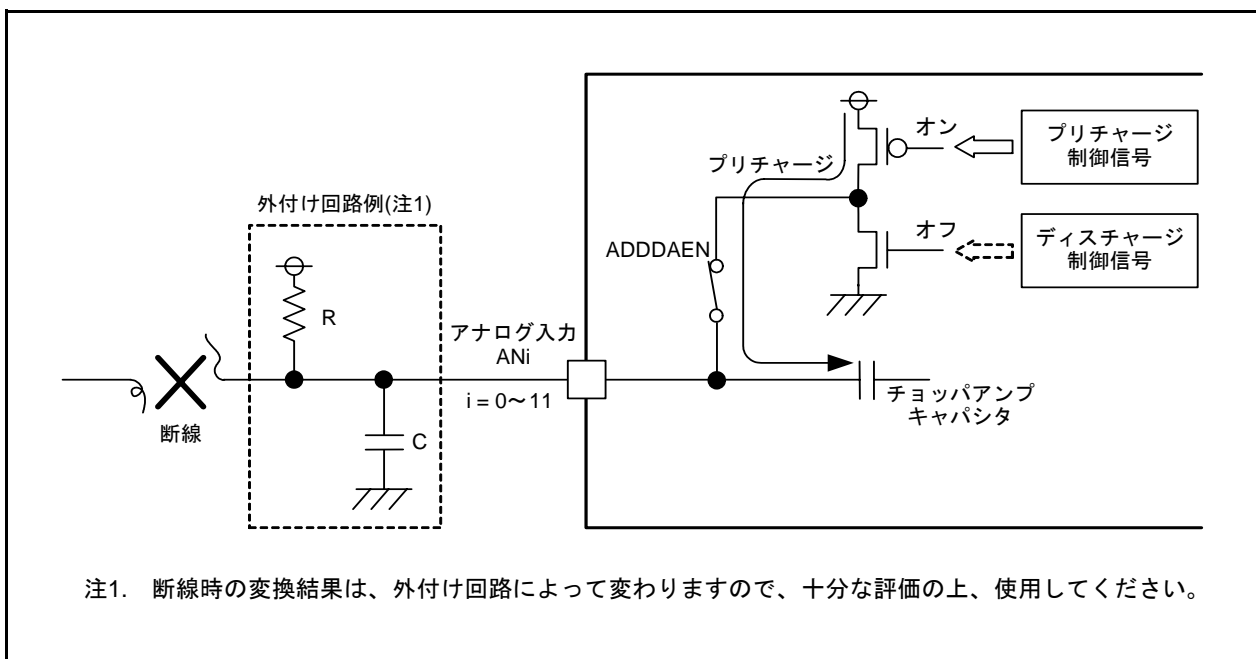 オン
プリチャージ
制御信号
プリチャージ
外付け回路例(注1)
オフ
ディスチャージ
制御信号
ADDDAEN
R
アナログ入力
ANi
i = 0～11
チョッパアンプ
キャパシタ
断線
C
注1. 断線時の変換結果は、外付け回路によって変わりますので、十分な評価の上、使用してください。